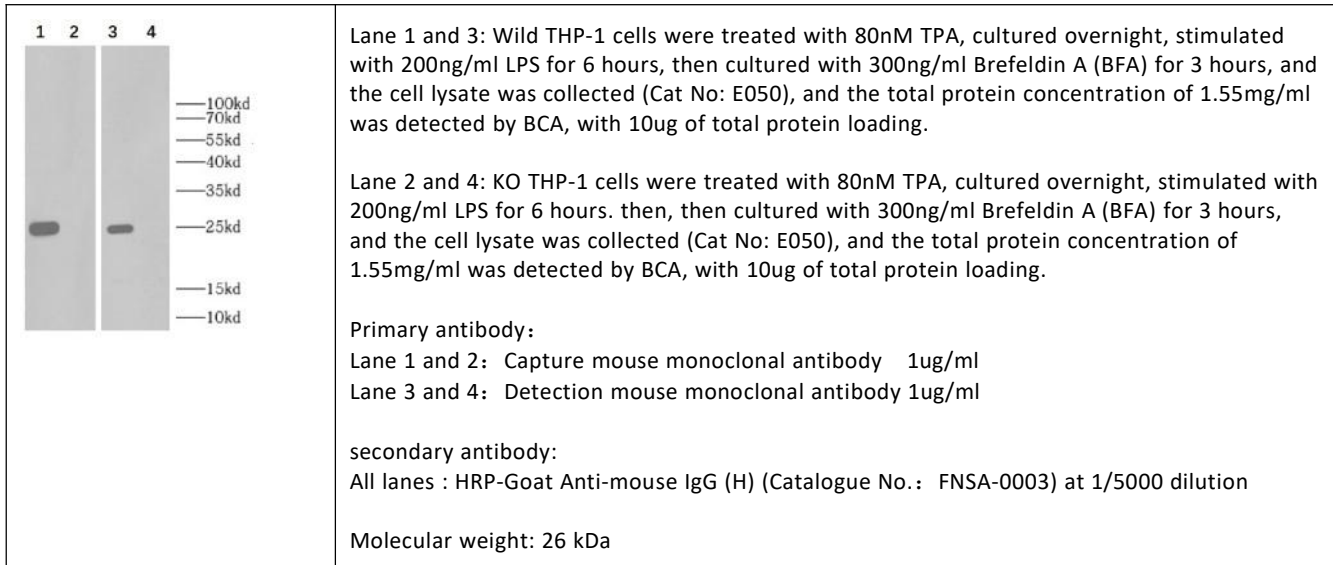 1 2 3 4
100kd
70kd
55kd
40kd
35kd
25kd
15kd
10kd
Lane 1 and 3: Wild THP-1 cells were treated with 80nM TPA, cultured overnight, stimulated
with 200ng/ml LPS for 6 hours, then cultured with 300ng/ml Brefeldin A (BFA) for 3 hours, and
the cell lysate was collected (Cat No: E050), and the total protein concentration of 1.55mg/ml
was detected by BCA, with 10ug of total protein loading.
Lane 2 and 4: KO THP-1 cells were treated with 80nM TPA, cultured overnight, stimulated with
200ng/ml LPS for 6 hours. then, then cultured with 300ng/ml Brefeldin A (BFA) for 3 hours,
and the cell lysate was collected (Cat No: E050), and the total protein concentration of
1.55mg/ml was detected by BCA, with 10ug of total protein loading.
Primary antibody：
Lane 1 and 2：Capture mouse monoclonal antibody 1ug/ml
Lane 3 and 4：Detection mouse monoclonal antibody 1ug/ml
secondary antibody:
All lanes : HRP-Goat Anti-mouse IgG (H) (Catalogue No.：FNSA-0003) at 1/5000 dilution
Molecular weight: 26 kDa